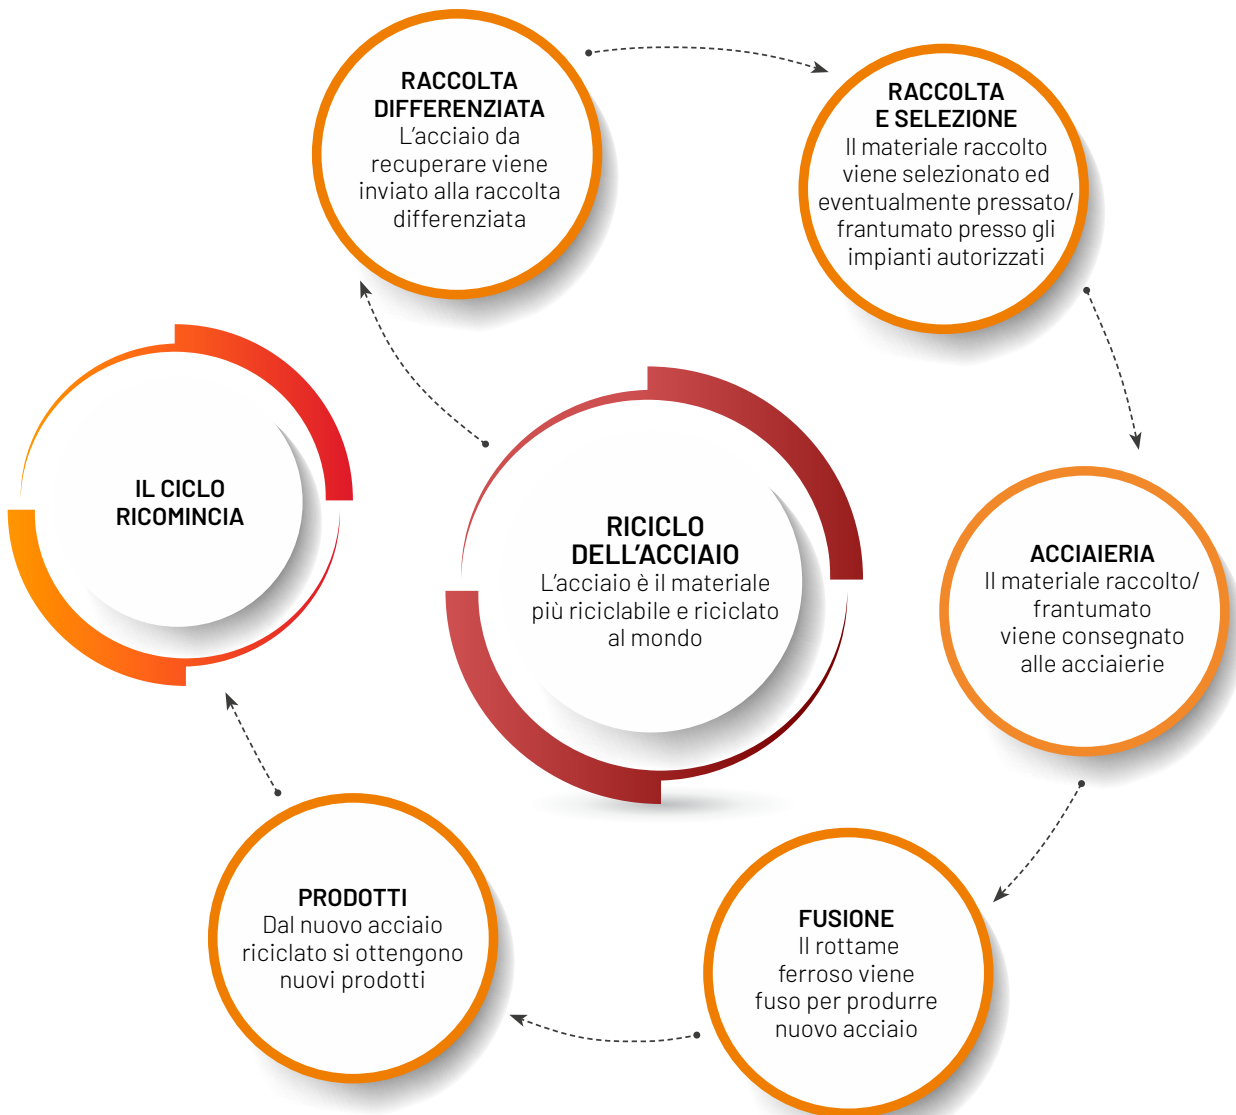 RACCOLTA
DIFFERENZIATA
L'acciaio da
recuperare viene
inviato alla raccolta
differenziata
RACCOLTA
E SELEZIONE
Il materiale raccolto
viene selezionato ed
eventualmente pressato/
frantumato presso gli
impianti autorizzati
IL CICLO
RICOMINCIA
RICICLO
DELL'ACCIAIO
L'acciaio è il materiale
più riciclabile e riciclato
al mondo
ACCIAIERIA
Il materiale raccolto/
frantumato
viene consegnato
alle acciaierie
PRODOTTI
Dal nuovo acciaio
riciclato si ottengono
nuovi prodotti
FUSIONE
Il rottame
ferroso viene
fuso per produrre
nuovo acciaio